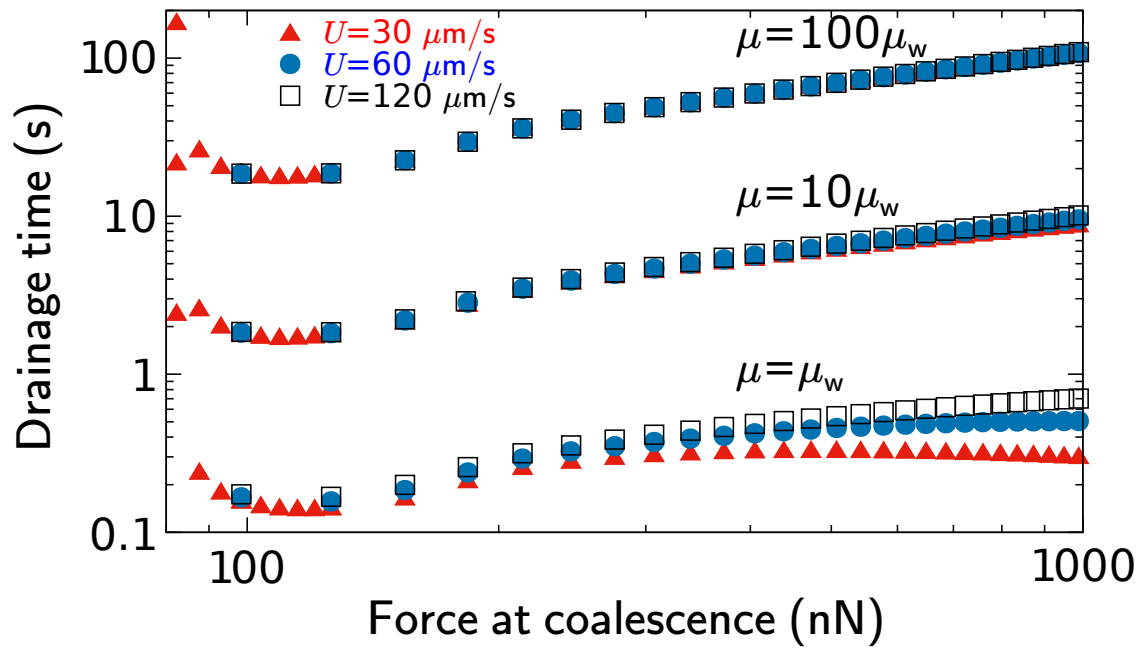 100
U=30 μm/s
U=60 μm/s
U=120 μm/s
μ=100μw
10
μ=10μw
1
μ=μw
0.1
Drainage time (s)
100
1000
Force at coalescence (nN)